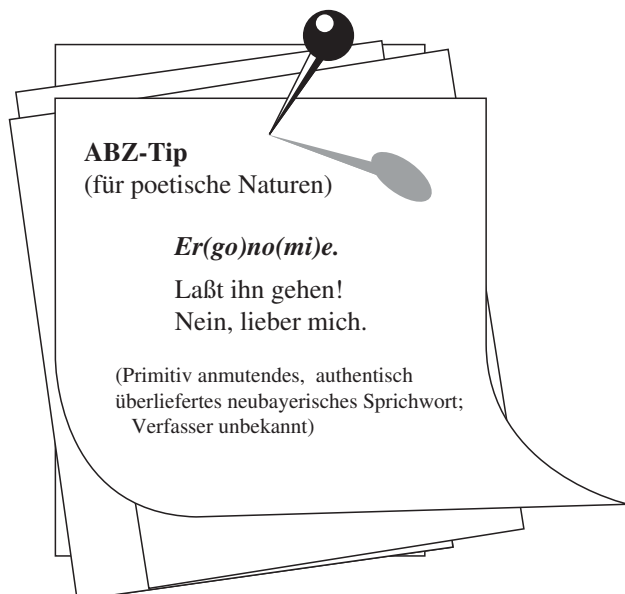 ABZ-Tip
(für poetische Naturen)
Er(go)no(mi)e.
Laßt ihn gehen!
Nein, lieber mich.
(Primitiv anmutendes, authentisch
überliefertes neubayerisches Sprichwort;
Verfasser unbekannt)